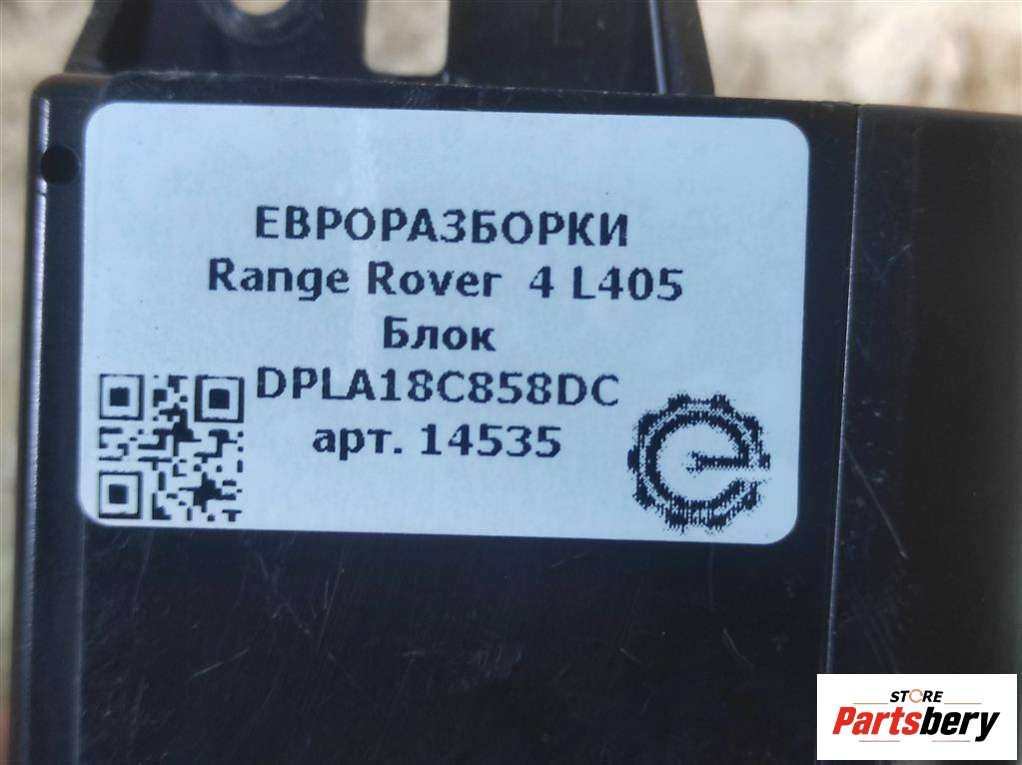 ЕВРОРАЗБОРКИ
Range Rover 4 L405
Блок
DPLA18C858DC
арт. 14535
STORE
Partsbery